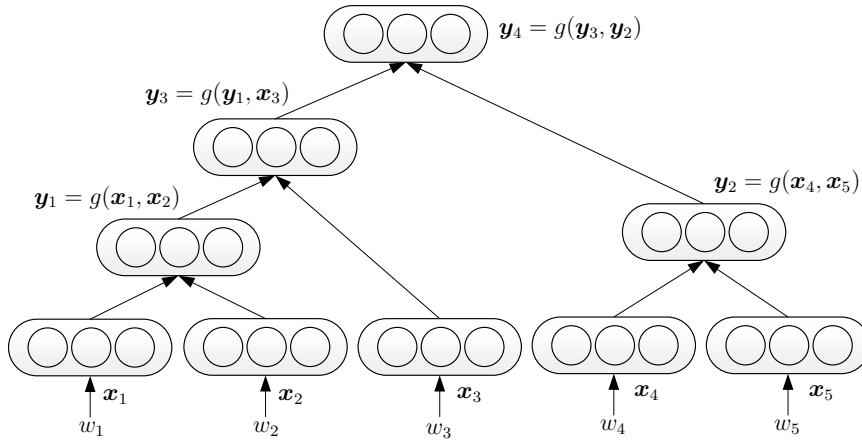 𝒚₄ = g(𝒚₃, 𝒚₂)
𝒚₃ = g(𝒚₁, 𝒙₃)
𝒚₁ = g(𝒙₁, 𝒙₂)
𝒚₂ = g(𝒙₄, 𝒙₅)
𝒙₁ 𝒙₂ 𝒙₃ 𝒙₄ 𝒙₅
w₁ w₂ w₃ w₄ w₅